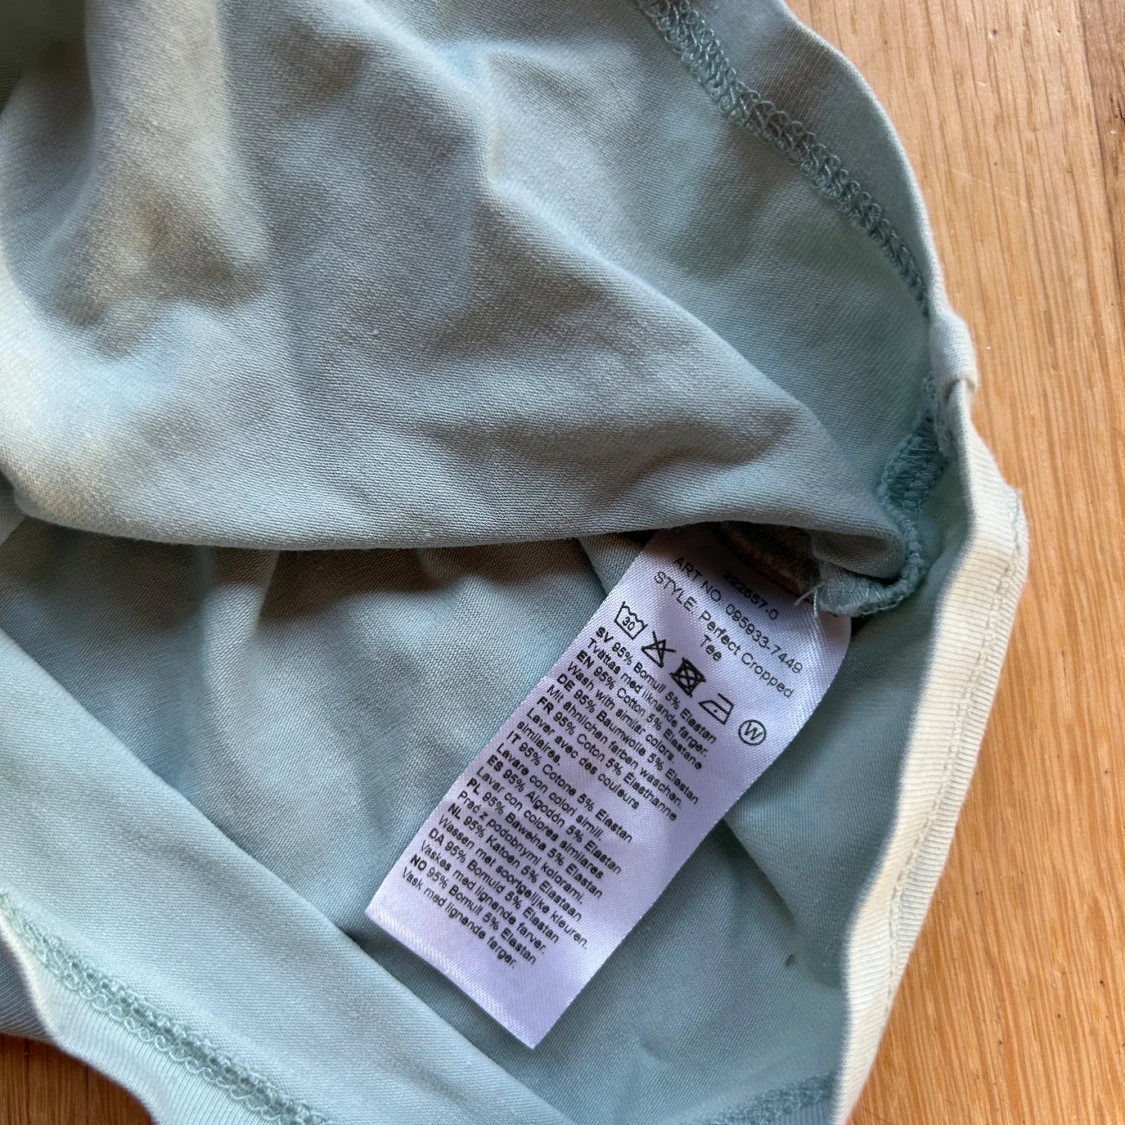 222657-0
ART NO. 095933-7449
STYLE: Perfect Cropped
Tee
30
W
SV 95% Bomull 5% Elastan
Tvättas med liknande färger.
EN 95% Cotton 5% Elastane
Wash with similar colors.
DE 95% Baumwolle 5% Elastan
Mit ähnlichen farben waschen.
FR 95% Coton 5% Elasthanne
Laver avec des couleurs
similaires.
IT 95% Cotone 5% Elastan
Lavare con colori simili.
ES 95% Algodón 5% Elastan
Lavar con colores similares.
PL 95% Bawełna 5% Elastan
Prać z podobnymi kolorami.
NL 95% Katoen 5% Elastaan
Wassen met soortgelijke kleuren.
DA 95% Bomuld 5% Elastan
Vaskes med lignende farver.
NO 95% Bomull 5% Elastan
Vask med lignende farger.